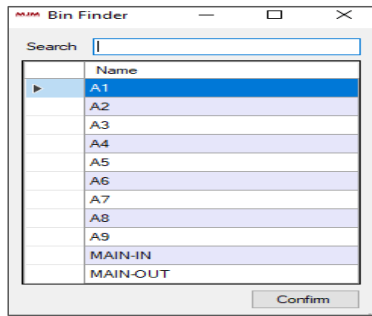 MJM Bin Finder
Search
Name
A1
A2
A3
A4
A5
A6
A7
A8
A9
MAIN-IN
MAIN-OUT
Confirm